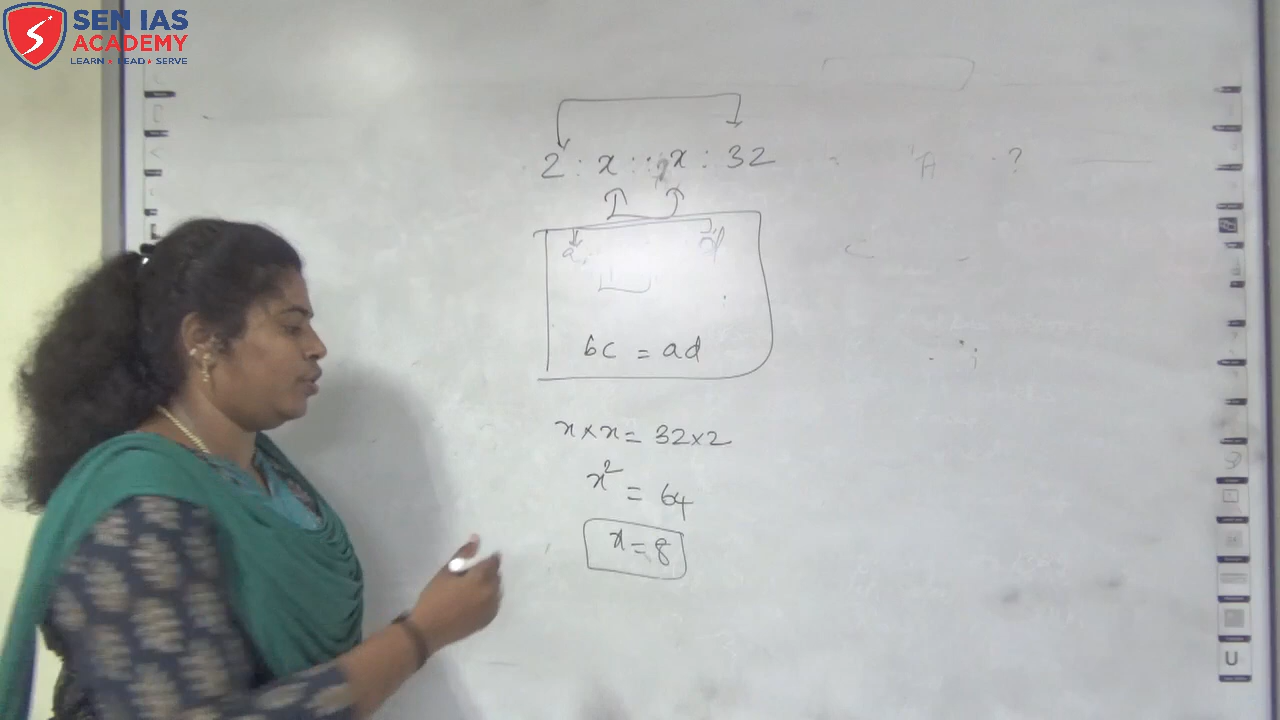 SEN IAS
ACADEMY
LEARN ★ LEAD ★ SERVE
2 : x :: x : 32
A ?
bc = ad
x × x = 32 × 2
x² = 64
x = 8
U